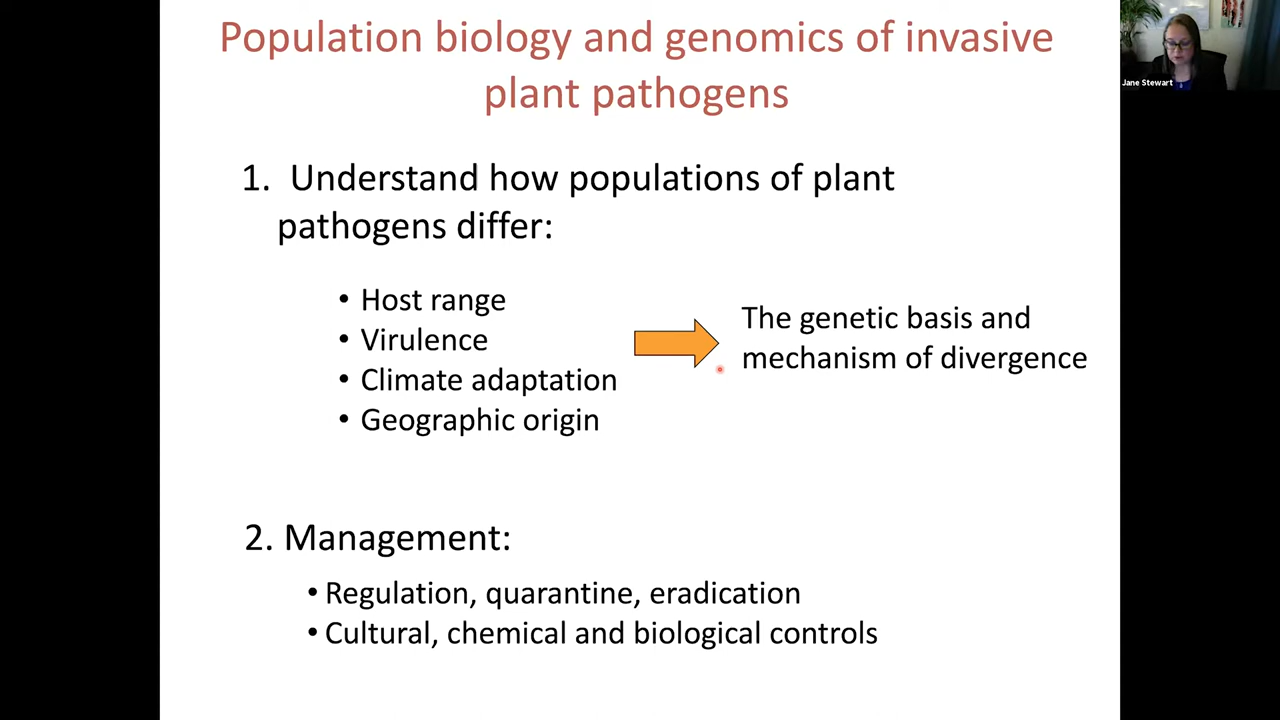 Population biology and genomics of invasive
plant pathogens
Jane Stewart
1. Understand how populations of plant
pathogens differ:
• Host range
• Virulence
• Climate adaptation
• Geographic origin
The genetic basis and
mechanism of divergence
2. Management:
• Regulation, quarantine, eradication
• Cultural, chemical and biological controls